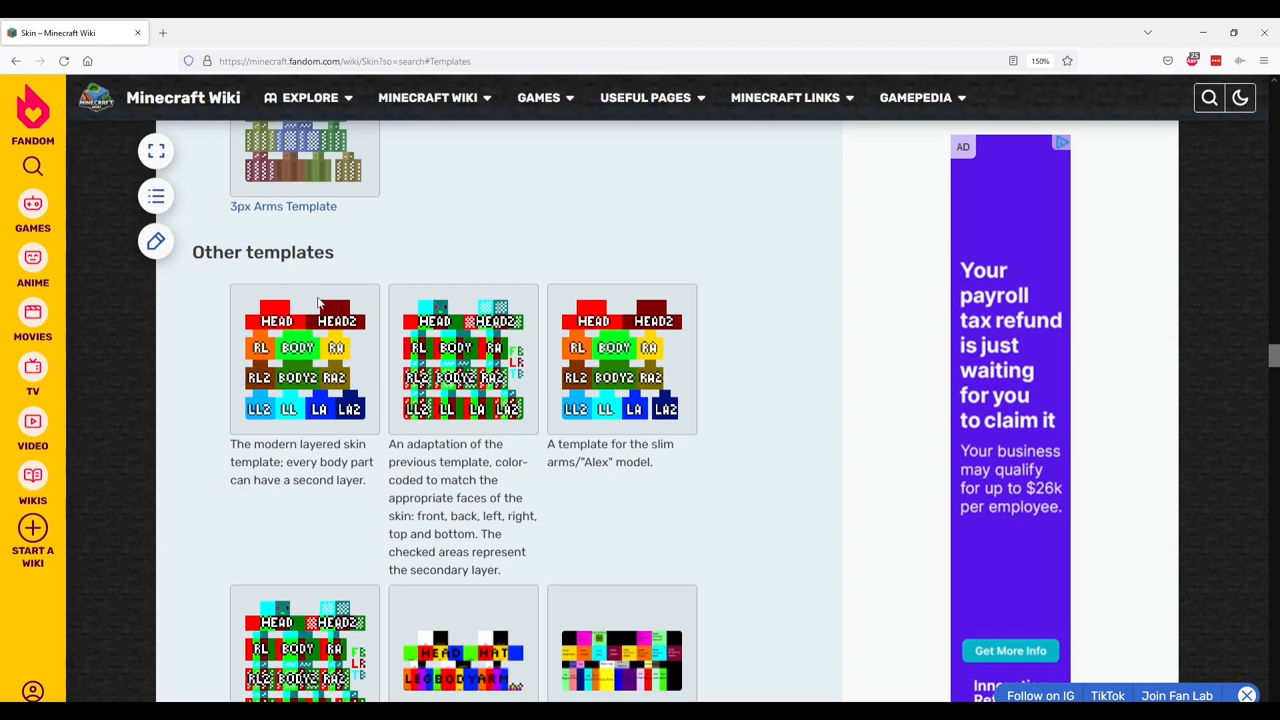 Skin – Minecraft Wiki
https://minecraft.fandom.com/wiki/Skin?so=search#Templates
150%
25
FANDOM
GAMES
ANIME
MOVIES
TV
VIDEO
WIKIS
START A
WIKI
Minecraft Wiki
EXPLORE
MINECRAFT WIKI
GAMES
USEFUL PAGES
MINECRAFT LINKS
GAMEPEDIA
3px Arms Template
Other templates
HEAD HEAD2
RL BODY RA
RL2 BODY2 RA2
LL2 LL LA LA2
The modern layered skin
template; every body part
can have a second layer.
HEAD HEAD2
RL BODY RA
RL2 BODY2 RA2
LL2 LL LA LA2
F B
L R
T B
An adaptation of the
previous template, color-
coded to match the
appropriate faces of the
skin: front, back, left, right,
top and bottom. The
checked areas represent
the secondary layer.
HEAD HEAD2
RL BODY RA
RL2 BODY2 RA2
LL2 LL LA LA2
A template for the slim
arms/"Alex" model.
HEAD HEAD2
RL BODY RA
RL2 BODY2 RA2
F B
L R
T B
HEAD HAT
LEG BODY ARM
AD
Your
payroll
tax refund
is just
waiting
for you
to claim it
Your business
may qualify
for up to $26k
per employee.
Get More Info
Follow on IG
TikTok
Join Fan Lab